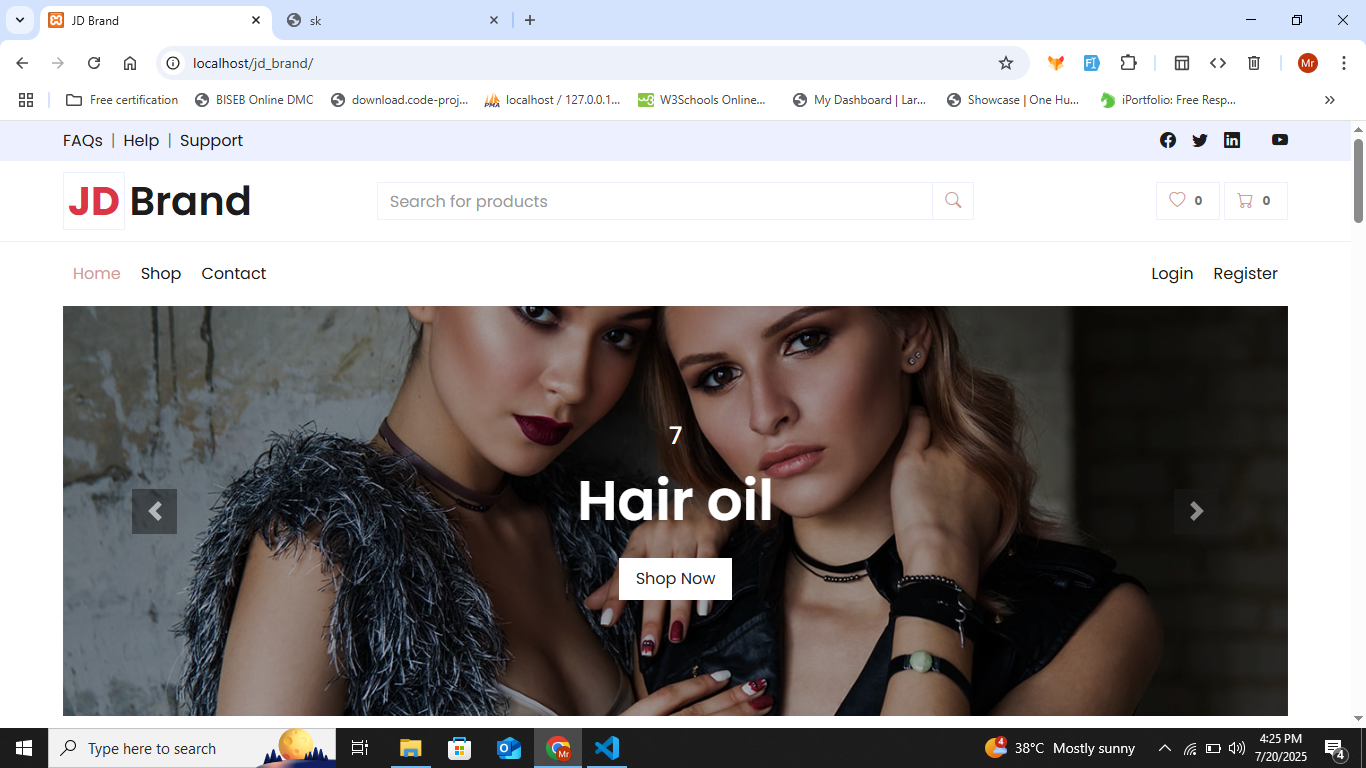 JD Brand
sk
localhost/jd_brand/
Mr
Free certification
BISEB Online DMC
download.code-proj...
localhost / 127.0.0.1...
W3Schools Online...
My Dashboard | Lar...
Showcase | One Hu...
iPortfolio: Free Resp...
FAQs | Help | Support
JD Brand
Search for products
0
0
Home Shop Contact
Login Register
7
Hair oil
Shop Now
Type here to search
Mr
4
38°C Mostly sunny
4:25 PM
7/20/2025
4